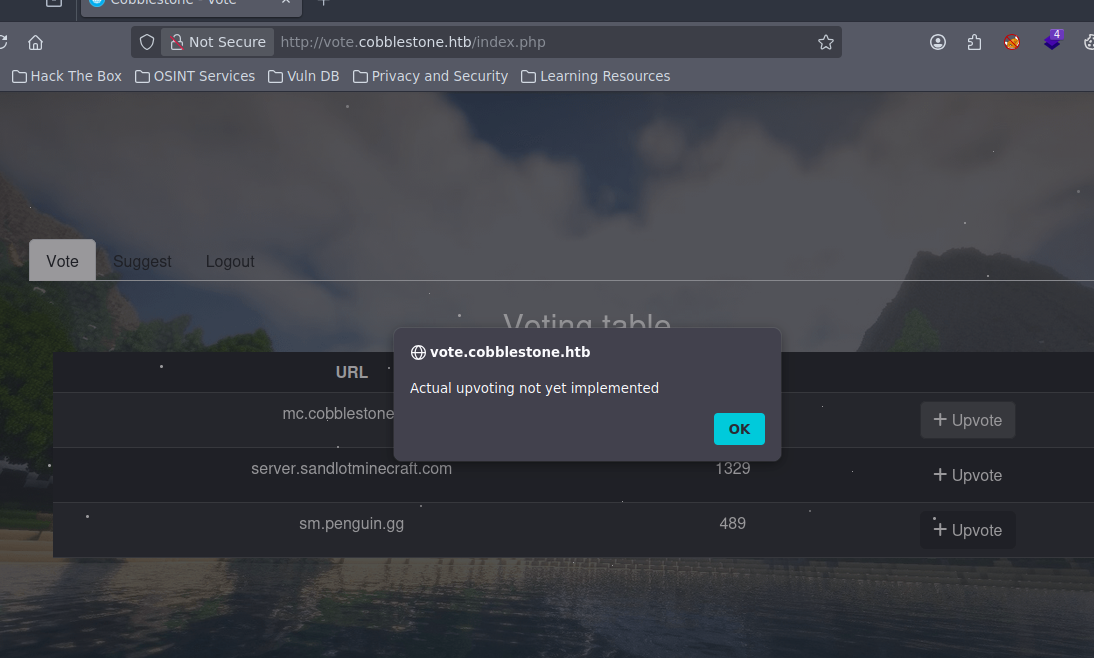 Cobblestone - Vote
4
Not Secure http://vote.cobblestone.htb/index.php
Hack The Box OSINT Services Vuln DB Privacy and Security Learning Resources
Vote Suggest Logout
Voting table
URL
vote.cobblestone.htb
Actual upvoting not yet implemented
OK
mc.cobblestone
Upvote
server.sandlotminecraft.com 1329 Upvote
sm.penguin.gg 489 Upvote